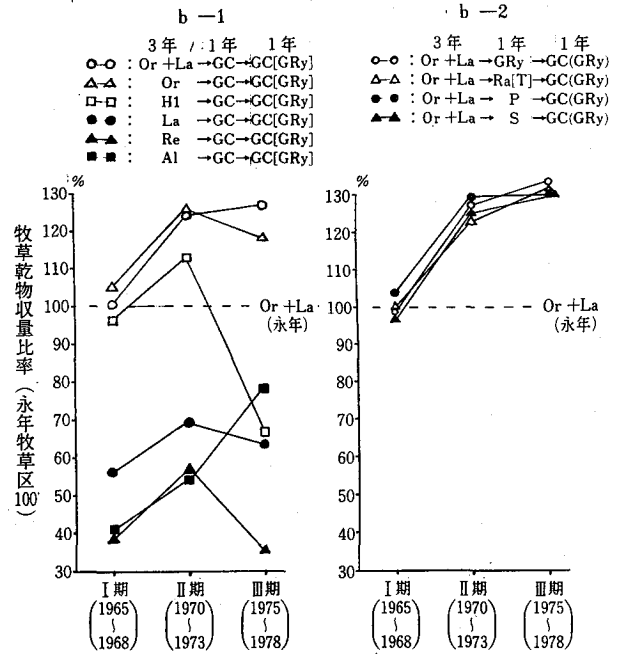 b —1
3年 / 1年 1年
○─○ : Or +La →GC→GC[GRy]
△─△ : Or →GC→GC[GRy]
□─□ : H1 →GC→GC[GRy]
●─● : La →GC→GC[GRy]
▲─▲ : Re →GC→GC[GRy]
■─■ : Al →GC→GC[GRy]
%
130
120
110
100
90
80
70
60
50
40
30
牧草乾物収量比率(永年牧草区100)
Or +La
(永年)
I期
(1965
〜
1968)
II期
(1970
〜
1973)
III期
(1975
〜
1978)
b —2
3年 1年 1年
○─○ : Or +La →GRy →GC(GRy)
△─△ : Or +La →Ra[T]→GC(GRy)
● ● : Or +La → P →GC(GRy)
▲─▲ : Or +La → S →GC(GRy)
%
130
120
110
100
90
80
70
60
50
40
30
Or +La
(永年)
I期
(1965
〜
1968)
II期
(1970
〜
1973)
III期
(1975
〜
1978)